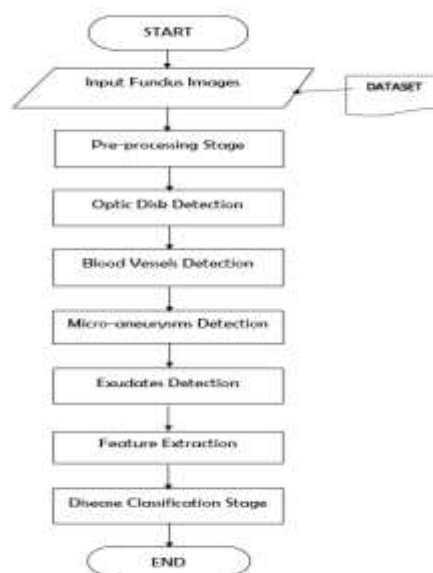 START
Input Fundus Images
DATASET
Pre-processing Stage
Optic Disk Detection
Blood Vessels Detection
Micro-aneurysms Detection
Exudates Detection
Feature Extraction
Disease Classification Stage
END